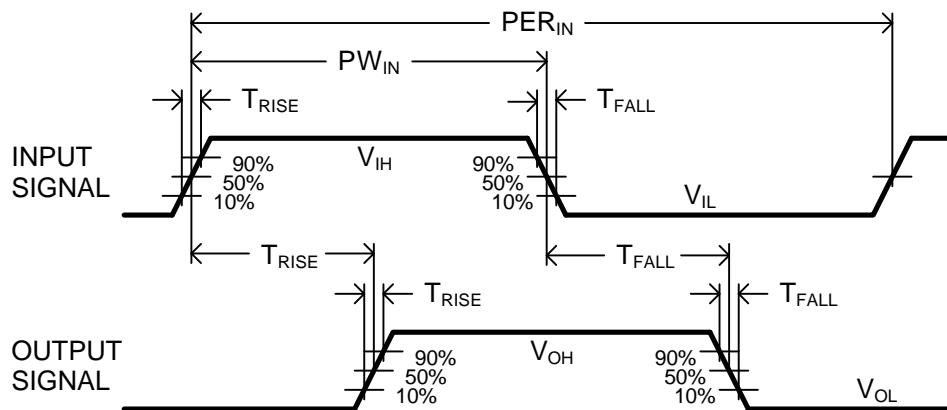 PER_IN
PW_IN
T_RISE
T_FALL
INPUT
SIGNAL
V_IH
90%
50%
10%
90%
50%
10%
V_IL
T_RISE
T_FALL
T_RISE
T_FALL
OUTPUT
SIGNAL
V_OH
90%
50%
10%
90%
50%
10%
V_OL